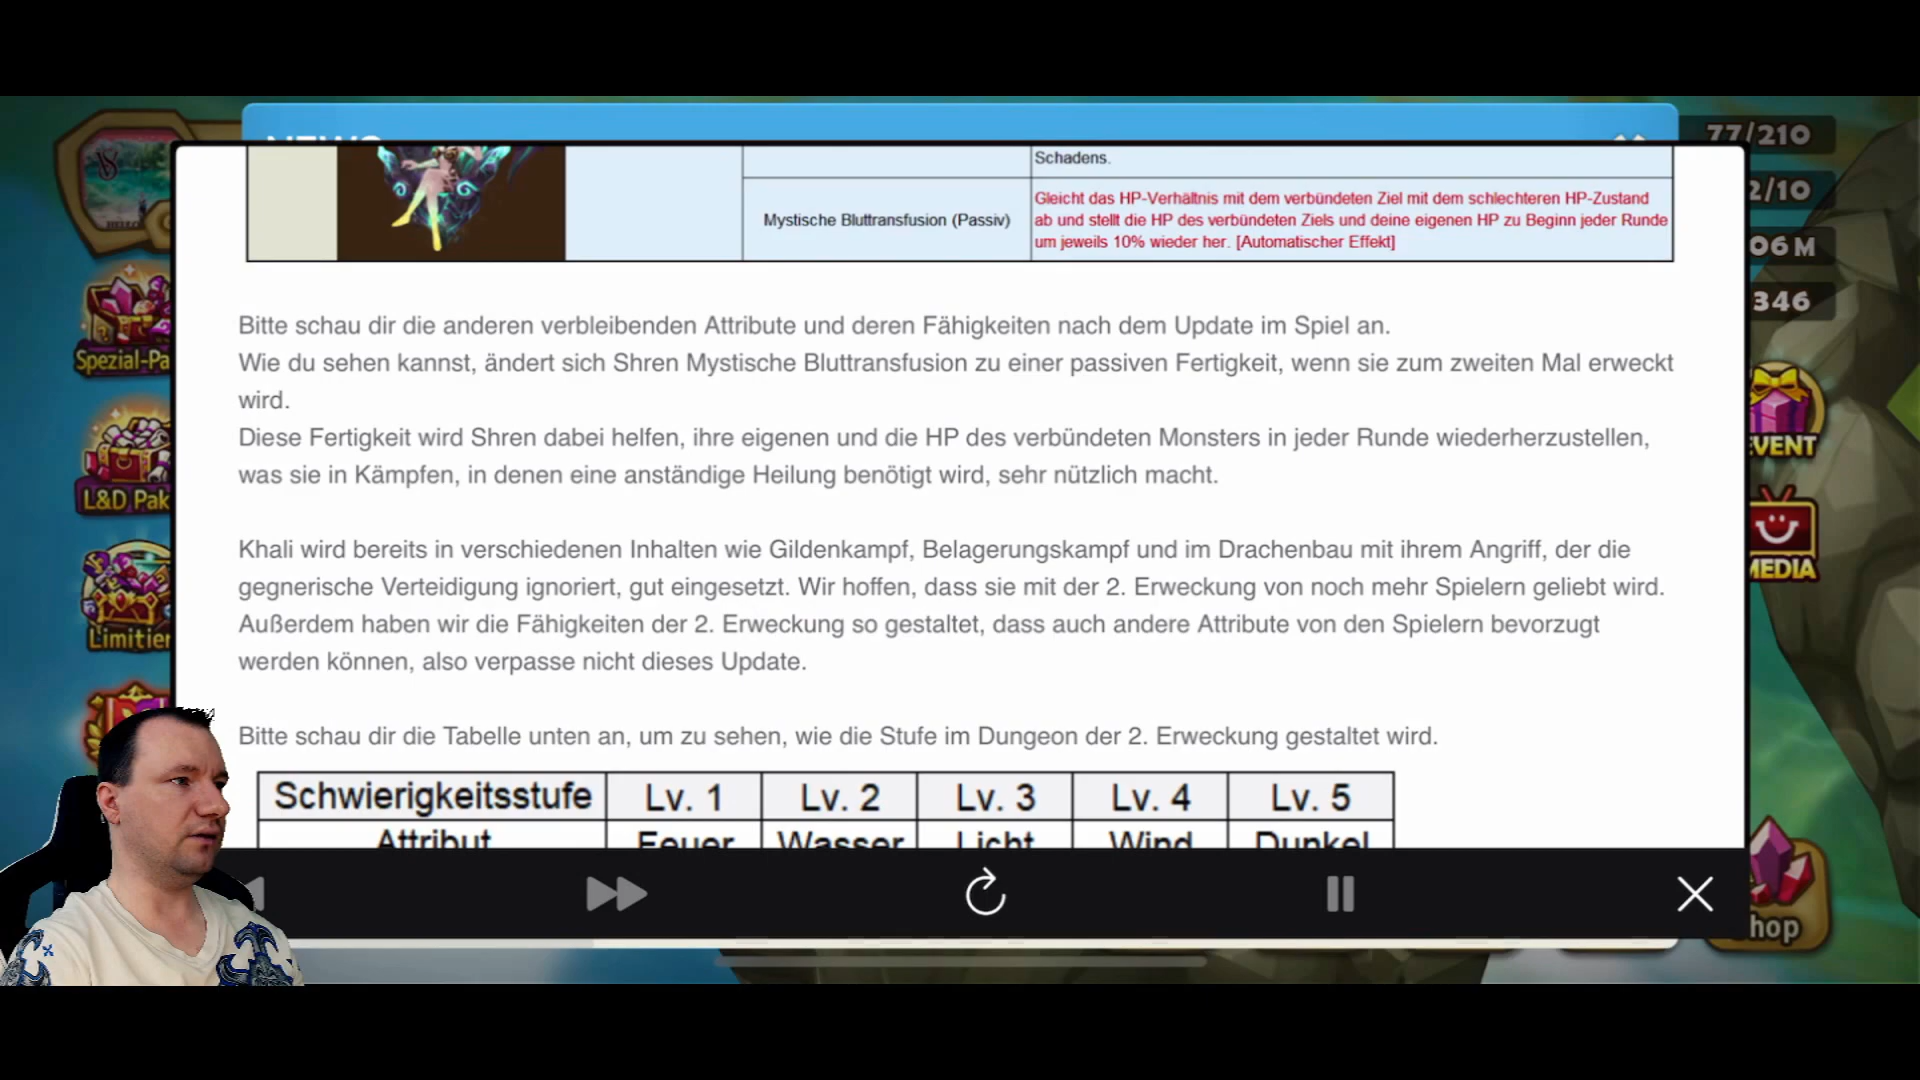 NEWS
77/210
Schadens.
2/10
Mystische Bluttransfusion (Passiv)
Gleicht das HP-Verhältnis mit dem verbündeten Ziel mit dem schlechteren HP-Zustand
ab und stellt die HP des verbündeten Ziels und deine eigenen HP zu Beginn jeder Runde
um jeweils 10% wieder her. [Automatischer Effekt]
06 M
346
Bitte schau dir die anderen verbleibenden Attribute und deren Fähigkeiten nach dem Update im Spiel an.
Wie du sehen kannst, ändert sich Shren Mystische Bluttransfusion zu einer passiven Fertigkeit, wenn sie zum zweiten Mal erweckt
wird.
Diese Fertigkeit wird Shren dabei helfen, ihre eigenen und die HP des verbündeten Monsters in jeder Runde wiederherzustellen,
was sie in Kämpfen, in denen eine anständige Heilung benötigt wird, sehr nützlich macht.
Spezial-Pa
EVENT
L&D Pak
Khali wird bereits in verschiedenen Inhalten wie Gildenkampf, Belagerungskampf und im Drachenbau mit ihrem Angriff, der die
gegnerische Verteidigung ignoriert, gut eingesetzt. Wir hoffen, dass sie mit der 2. Erweckung von noch mehr Spielern geliebt wird.
Außerdem haben wir die Fähigkeiten der 2. Erweckung so gestaltet, dass auch andere Attribute von den Spielern bevorzugt
werden können, also verpasse nicht dieses Update.
MEDIA
Limitier
Bitte schau dir die Tabelle unten an, um zu sehen, wie die Stufe im Dungeon der 2. Erweckung gestaltet wird.
Schwierigkeitsstufe Lv. 1 Lv. 2 Lv. 3 Lv. 4 Lv. 5
Attribut Feuer Wasser Licht Wind Dunkel
hop